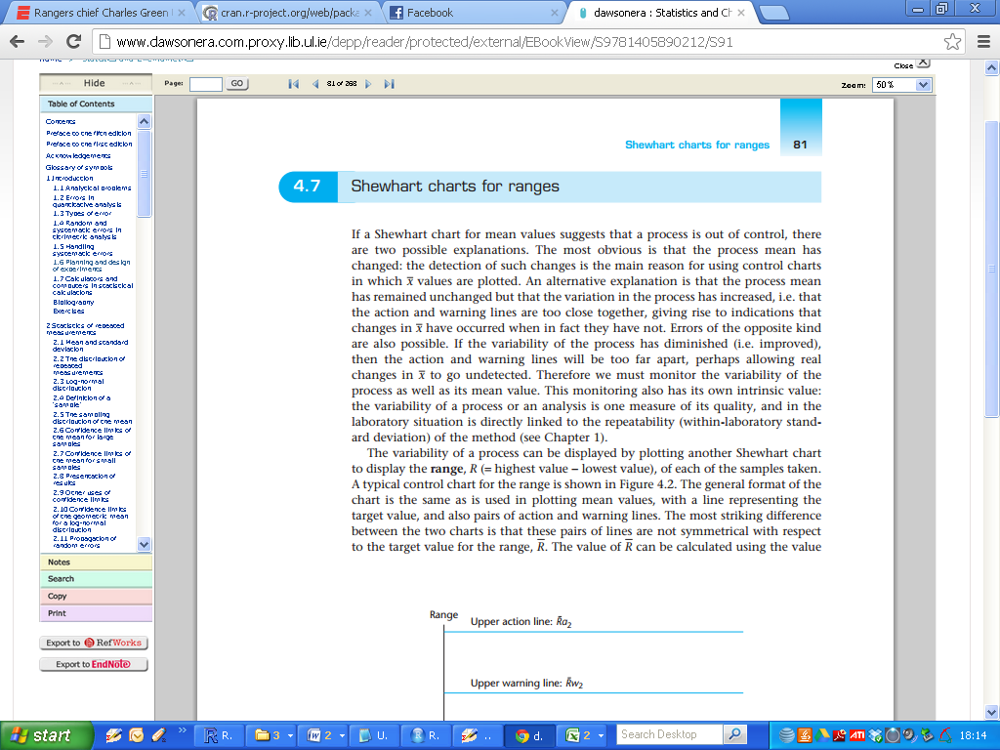 Rangers chief Charles Green
cran.r-project.org/web/packa
Facebook
dawsonera : Statistics and Ch
www.dawsonera.com.proxy.lib.ul.ie/depp/reader/protected/external/EBookView/S9781405890212/S91
Close
Hide
Page:
GO
81 of 268
Zoom:
50%
Table of Contents
Contents
Preface to the fifth edition
Preface to the first edition
Acknowledgements
Glossary of symbols
1 Introduction
1.1 Analytical problems
1.2 Errors in
quantitative analysis
1.3 Types of error
1.4 Random and
systematic errors in
titrimetric analysis
1.5 Handling
systematic errors
1.6 Planning and design
of experiments
1.7 Calculators and
computers in statistical
calculations
Bibliography
Exercises
2 Statistics of repeated
measurements
2.1 Mean and standard
deviation
2.2 The distribution of
repeated
measurements
2.3 Log-normal
distribution
2.4 Definition of a
'sample'
2.5 The sampling
distribution of the mean
2.6 Confidence limits of
the mean for large
samples
2.7 Confidence limits of
the mean for small
samples
2.8 Presentation of
results
2.9 Other uses of
confidence limits
2.10 Confidence limits
of the geometric mean
for a log-normal
distribution
2.11 Propagation of
random errors
Notes
Search
Copy
Print
Export to RefWorks
Export to EndNote
Shewhart charts for ranges 81
4.7 Shewhart charts for ranges
If a Shewhart chart for mean values suggests that a process is out of control, there
are two possible explanations. The most obvious is that the process mean has
changed: the detection of such changes is the main reason for using control charts
in which x̄ values are plotted. An alternative explanation is that the process mean
has remained unchanged but that the variation in the process has increased, i.e. that
the action and warning lines are too close together, giving rise to indications that
changes in x̄ have occurred when in fact they have not. Errors of the opposite kind
are also possible. If the variability of the process has diminished (i.e. improved),
then the action and warning lines will be too far apart, perhaps allowing real
changes in x̄ to go undetected. Therefore we must monitor the variability of the
process as well as its mean value. This monitoring also has its own intrinsic value:
the variability of a process or an analysis is one measure of its quality, and in the
laboratory situation is directly linked to the repeatability (within-laboratory stand-
ard deviation) of the method (see Chapter 1).
The variability of a process can be displayed by plotting another Shewhart chart
to display the range, R (= highest value – lowest value), of each of the samples taken.
A typical control chart for the range is shown in Figure 4.2. The general format of the
chart is the same as is used in plotting mean values, with a line representing the
target value, and also pairs of action and warning lines. The most striking difference
between the two charts is that these pairs of lines are not symmetrical with respect
to the target value for the range, R̄. The value of R̄ can be calculated using the value
Range
Upper action line: R̄a₂
Upper warning line: R̄w₂
start
R.
3
2
U.
R.
..
d.
2
Search Desktop
18:14